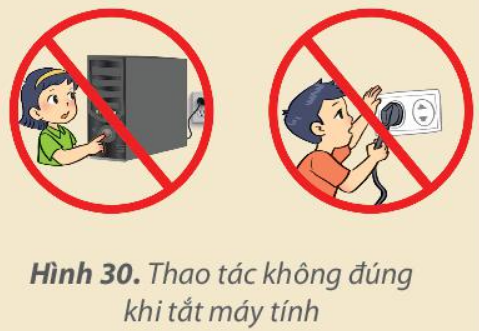 Hình 30. Thao tác không đúng
khi tắt máy tính